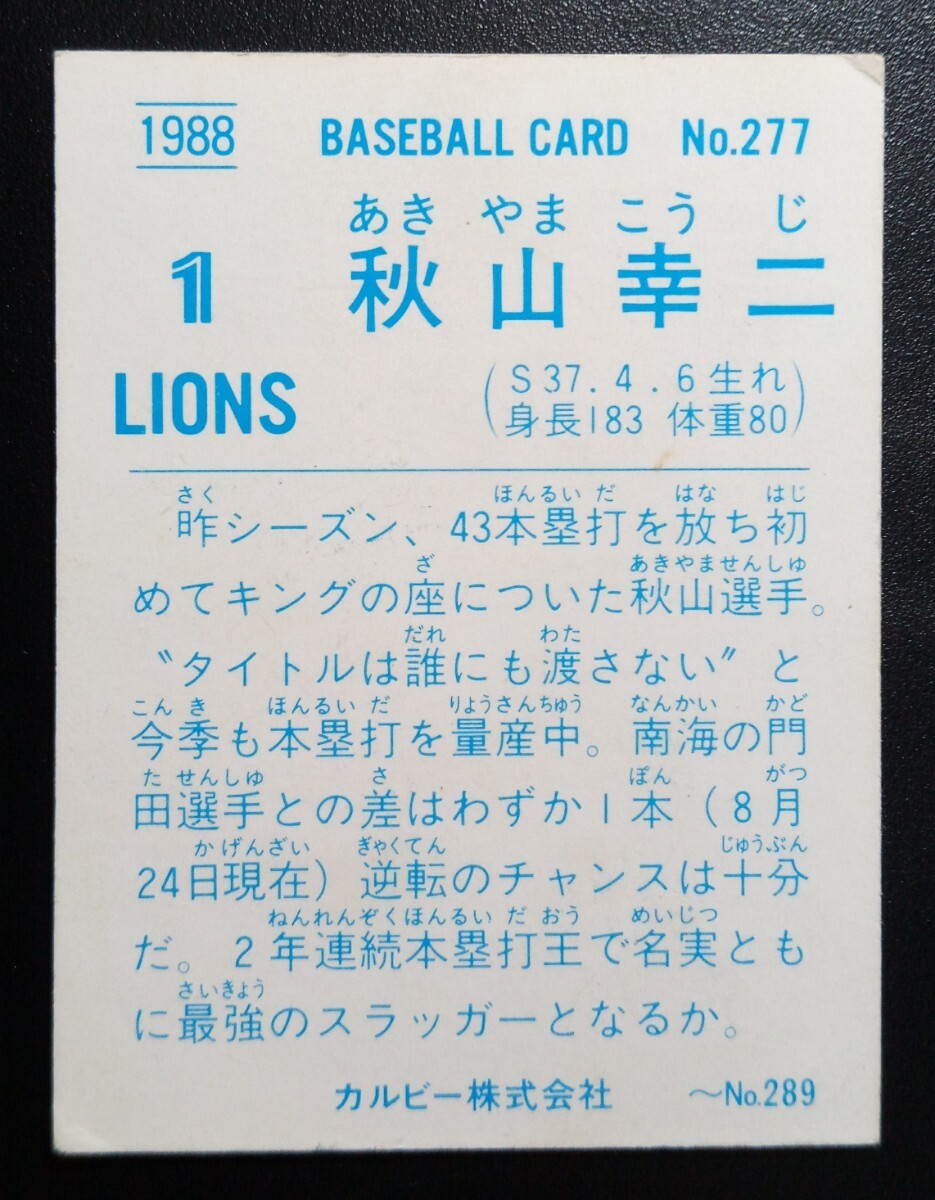 1988 BASEBALL CARD No.277
あき やま こう じ
1 秋山幸二
LIONS
(S37.4.6生れ
身長183 体重80)
さく ほんるい だ はな はじ
昨シーズン、43本塁打を放ち初
ざ あきやませんしゅ
めてキングの座についた秋山選手。
だれ わた
〝タイトルは誰にも渡さない〟と
こん き ほんるい だ りょうさんちゅう なんかい かど
今季も本塁打を量産中。南海の門
た せんしゅ さ ぽん がつ
田選手との差はわずか1本(8月
か げんざい ぎゃくてん じゅうぶん
24日現在)逆転のチャンスは十分
ねんれんぞくほんるい だ おう めいじつ
だ。2年連続本塁打王で名実とも
さいきょう
に最強のスラッガーとなるか。
カルビー株式会社 〜No.289